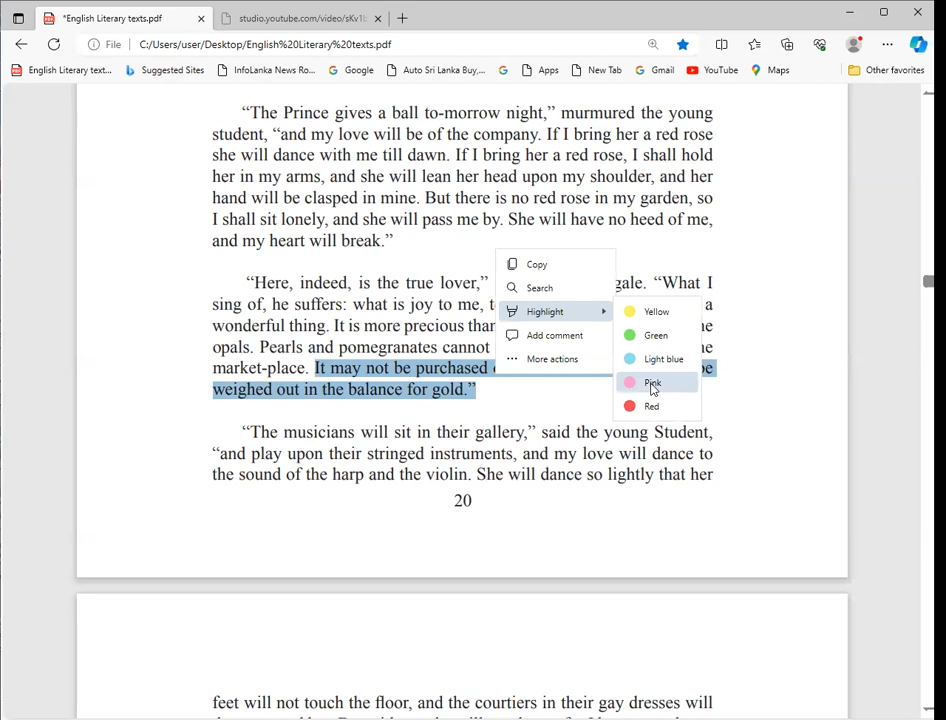 *English Literary texts.pdf
studio.youtube.com/video/sKv1
File
C:/Users/user/Desktop/English%20Literary%20texts.pdf
English Literary text...
Suggested Sites
InfoLanka News Ro...
Google
Auto Sri Lanka Buy,...
Apps
New Tab
Gmail
YouTube
Maps
Other favorites
“The Prince gives a ball to-morrow night,” murmured the young
student, “and my love will be of the company. If I bring her a red rose
she will dance with me till dawn. If I bring her a red rose, I shall hold
her in my arms, and she will lean her head upon my shoulder, and her
hand will be clasped in mine. But there is no red rose in my garden, so
I shall sit lonely, and she will pass me by. She will have no heed of me,
and my heart will break.”
“Here, indeed, is the true lover,” gale. “What I
sing of, he suffers: what is joy to me, a
wonderful thing. It is more precious than
opals. Pearls and pomegranates cannot
market-place. It may not be purchased
weighed out in the balance for gold.”
Copy
Search
Highlight
Add comment
More actions
Yellow
Green
Light blue
Pink
Red
“The musicians will sit in their gallery,” said the young Student,
“and play upon their stringed instruments, and my love will dance to
the sound of the harp and the violin. She will dance so lightly that her
20
feet will not touch the floor, and the courtiers in their gay dresses will